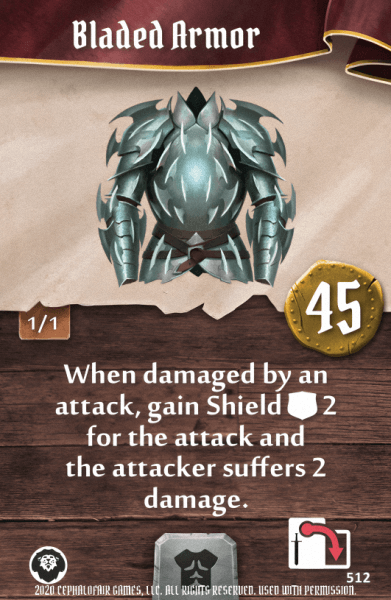 Bladed Armor
45
1/1
When damaged by an
attack, gain Shield 2
for the attack and
the attacker suffers 2
damage.
512
2020 CEPHALOFAIR GAMES, LLC. ALL RIGHTS RESERVED. USED WITH PERMISSION.